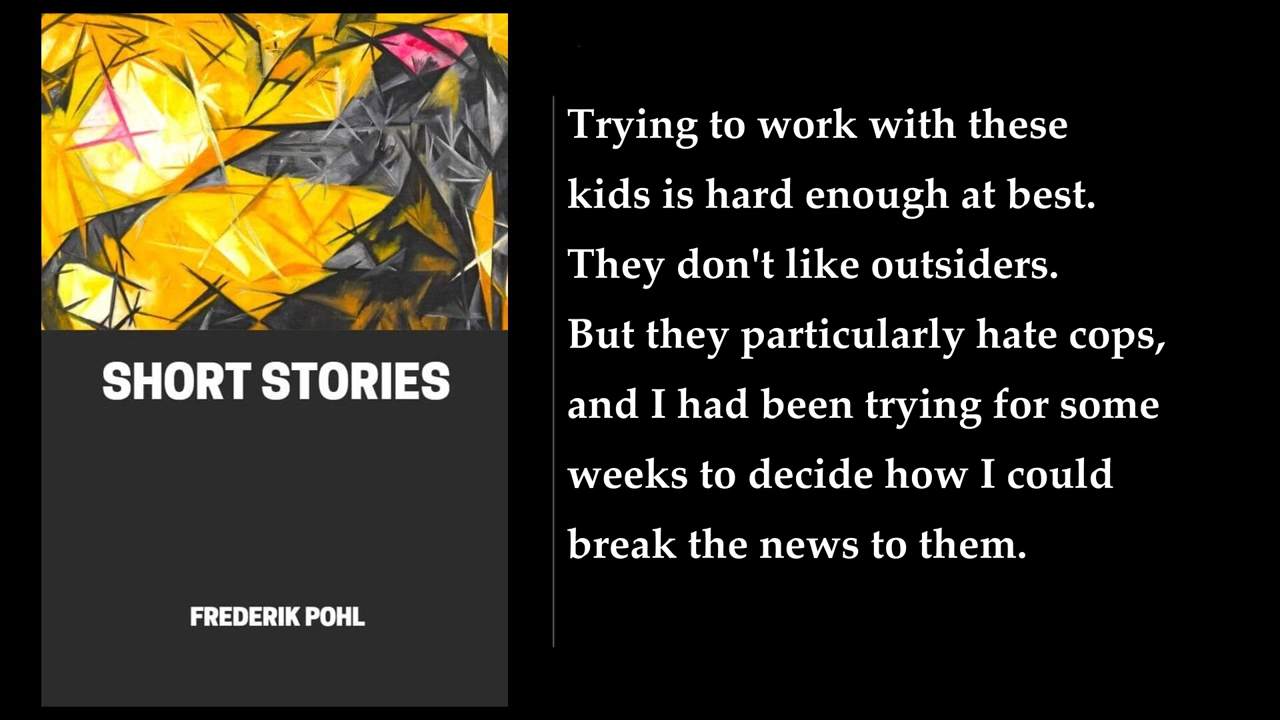 SHORT STORIES
FREDERIK POHL
Trying to work with these
kids is hard enough at best.
They don't like outsiders.
But they particularly hate cops,
and I had been trying for some
weeks to decide how I could
break the news to them.